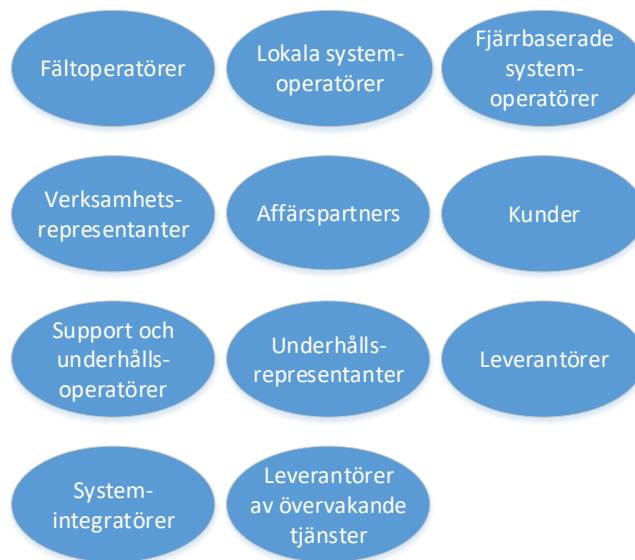 Fältoperatörer
Lokala system-
operatörer
Fjärrbaserade
system-
operatörer
Verksamhets-
representanter
Affärspartners
Kunder
Support och
underhålls-
operatörer
Underhålls-
representanter
Leverantörer
System-
integratörer
Leverantörer
av övervakande
tjänster